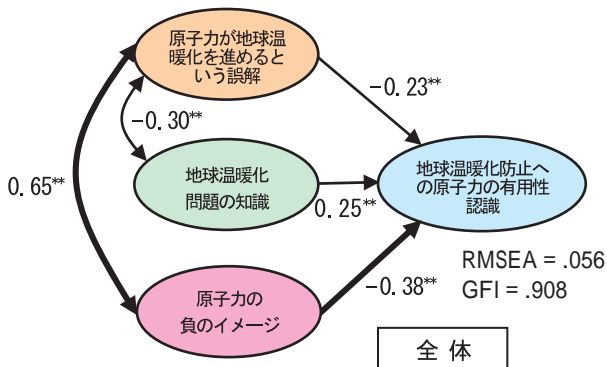 原子力が地球温
暖化を進めると
いう誤解
-0.23**
-0.30**
0.65**
地球温暖化
問題の知識
0.25**
地球温暖化防止へ
の原子力の有用性
認識
原子力の
負のイメージ
-0.38**
RMSEA = .056
GFI = .908
全 体